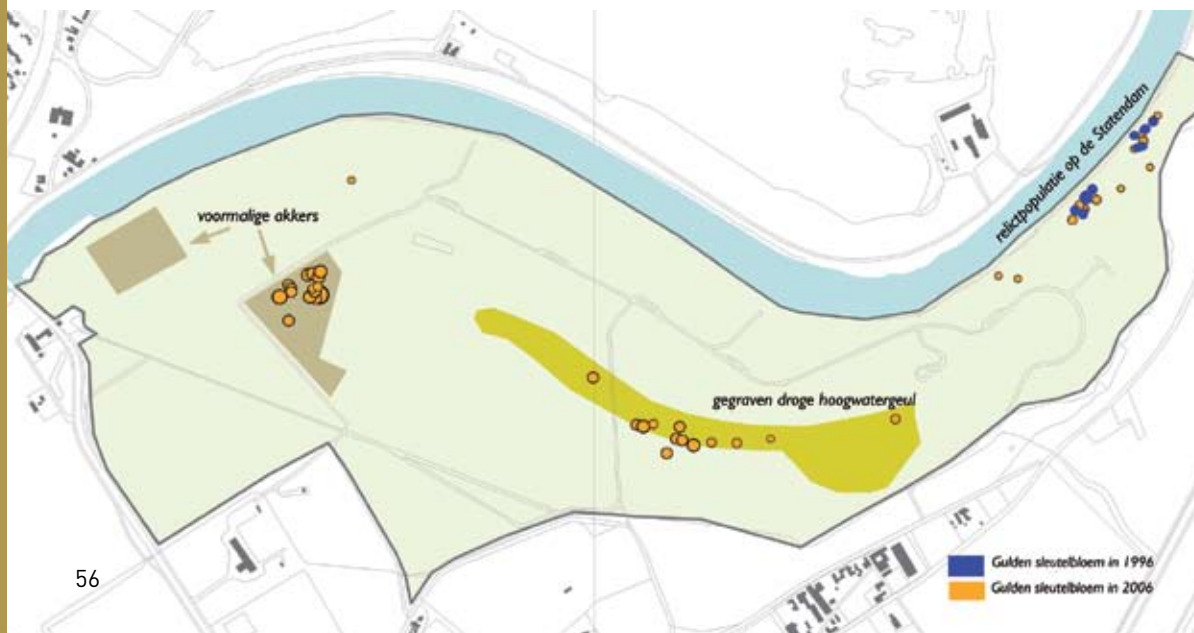 relictpopulatie op de Statendam
voormalige akkers
gegraven droge hoogwatergeul
Gulden sleutelbloem in 1996
Gulden sleutelbloem in 2006
56